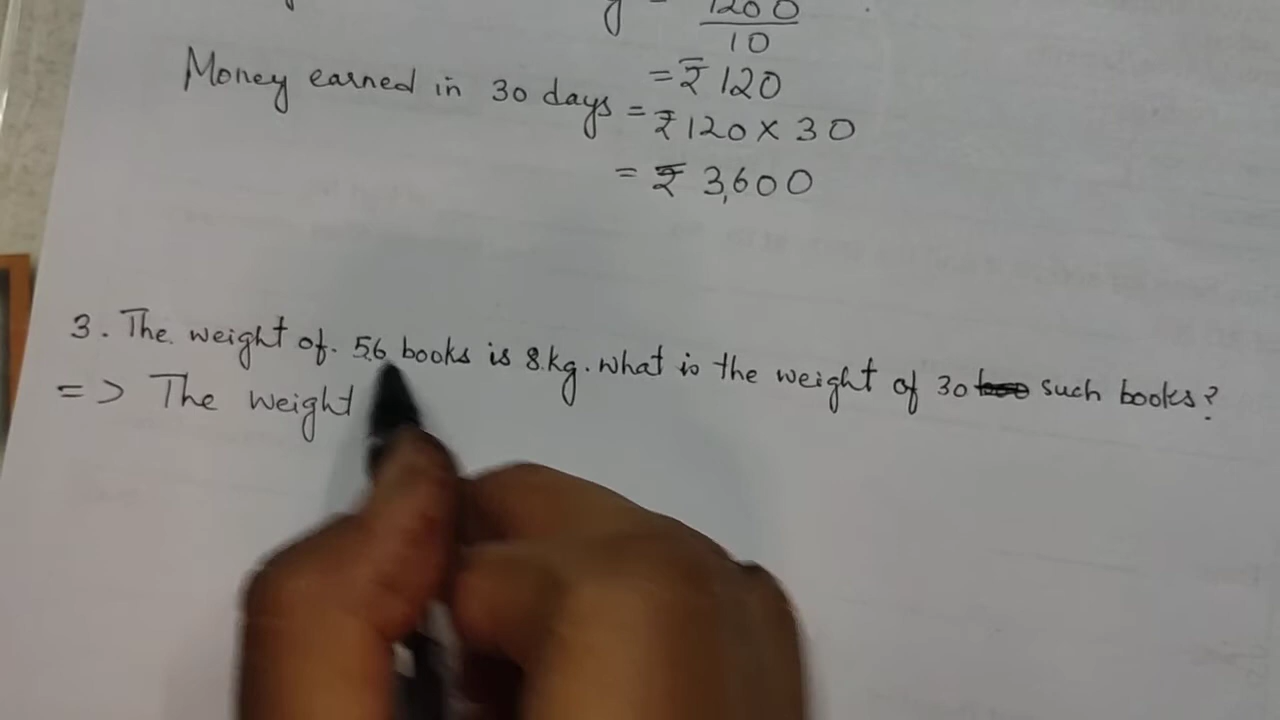 y = 1200
10
= ₹ 120
Money earned in 30 days = ₹ 120 × 30
= ₹ 3,600
3. The weight of 56 books is 8 kg. what is the weight of 30 such books?
=> The weight